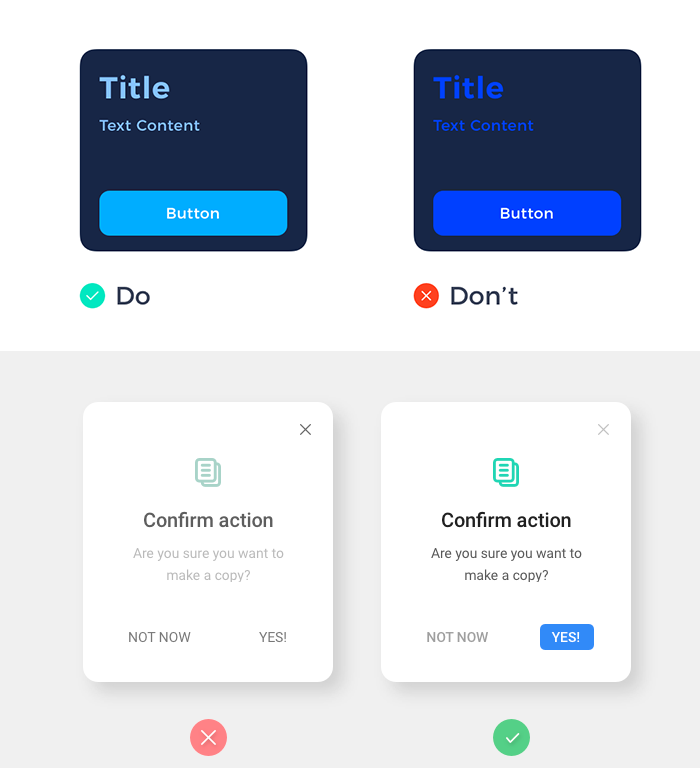 Title
Text Content
Button
Do
Title
Text Content
Button
Don’t
Confirm action
Are you sure you want to
make a copy?
NOT NOW
YES!
Confirm action
Are you sure you want to
make a copy?
NOT NOW
YES!